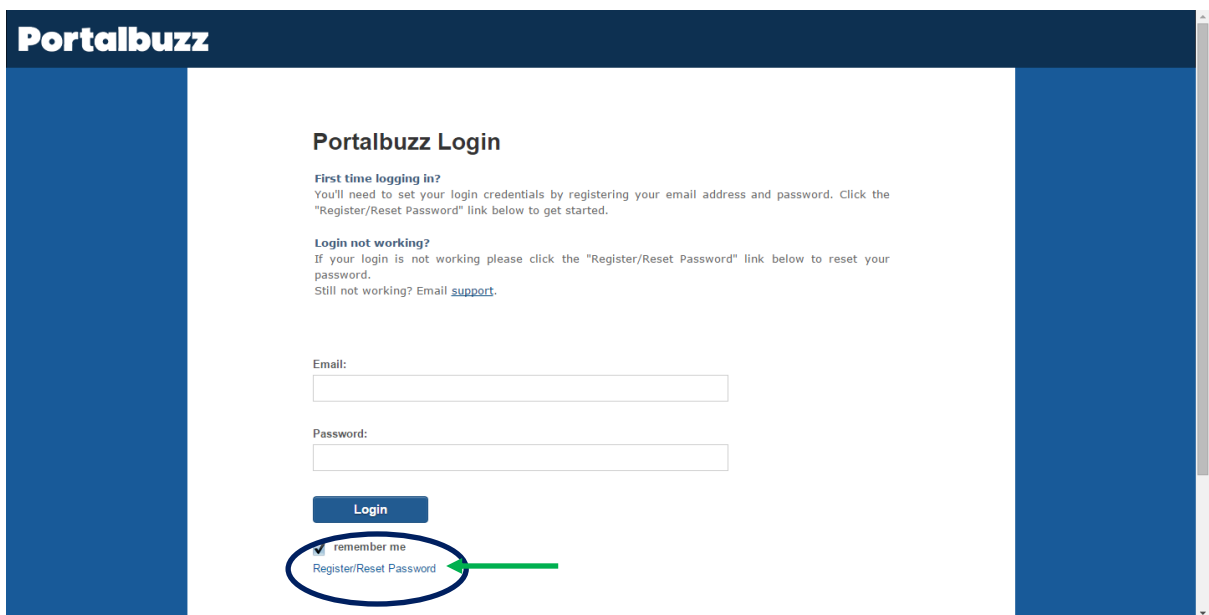 Portalbuzz
Portalbuzz Login
First time logging in?
You'll need to set your login credentials by registering your email address and password. Click the
"Register/Reset Password" link below to get started.
Login not working?
If your login is not working please click the "Register/Reset Password" link below to reset your
password.
Still not working? Email support.
Email:
Password:
Login
remember me
Register/Reset Password